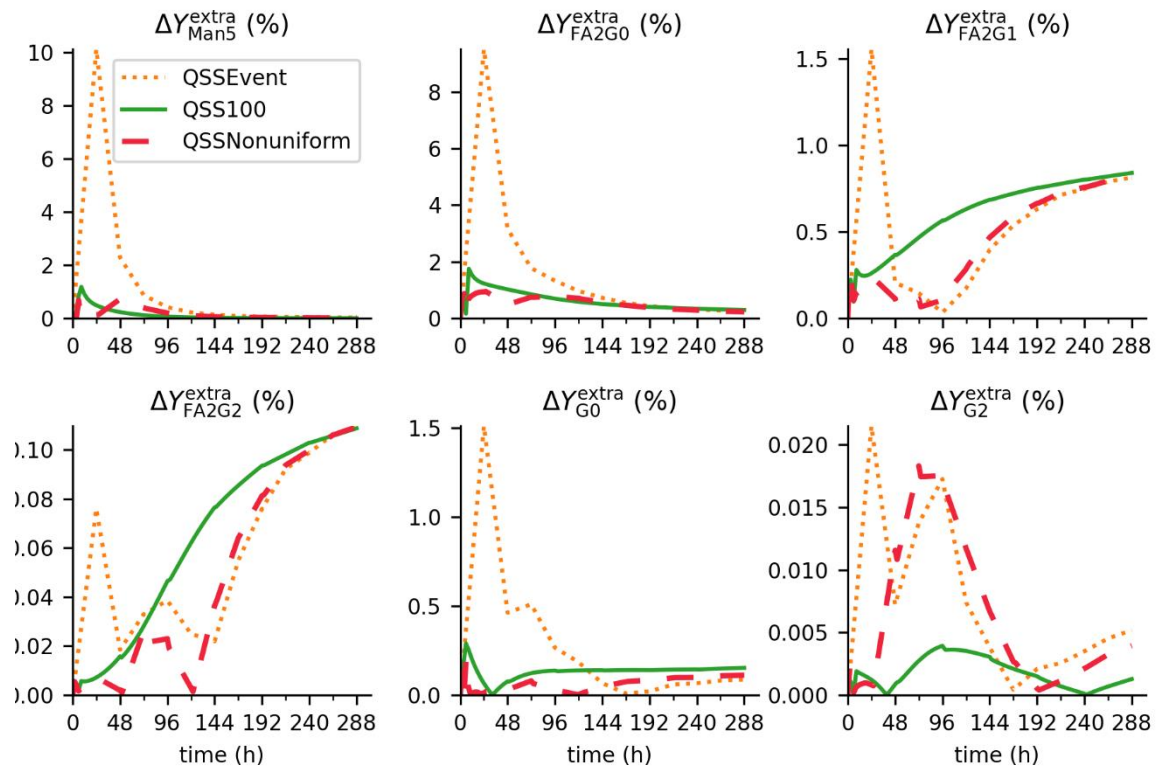 ΔY^extra_Man5 (%)
ΔY^extra_FA2G0 (%)
ΔY^extra_FA2G1 (%)
10
8
6
4
2
0
QSSEvent
QSS100
QSSNonuniform
0 48 96 144 192 240 288
8
6
4
2
0
0 48 96 144 192 240 288
1.5
1.0
0.5
0.0
0 48 96 144 192 240 288
ΔY^extra_FA2G2 (%)
ΔY^extra_G0 (%)
ΔY^extra_G2 (%)
0.10
.08
.06
.04
.02
.00
0 48 96 144 192 240 288
time (h)
1.5
1.0
0.5
0.0
0 48 96 144 192 240 288
time (h)
0.020
0.015
0.010
0.005
0.000
0 48 96 144 192 240 288
time (h)